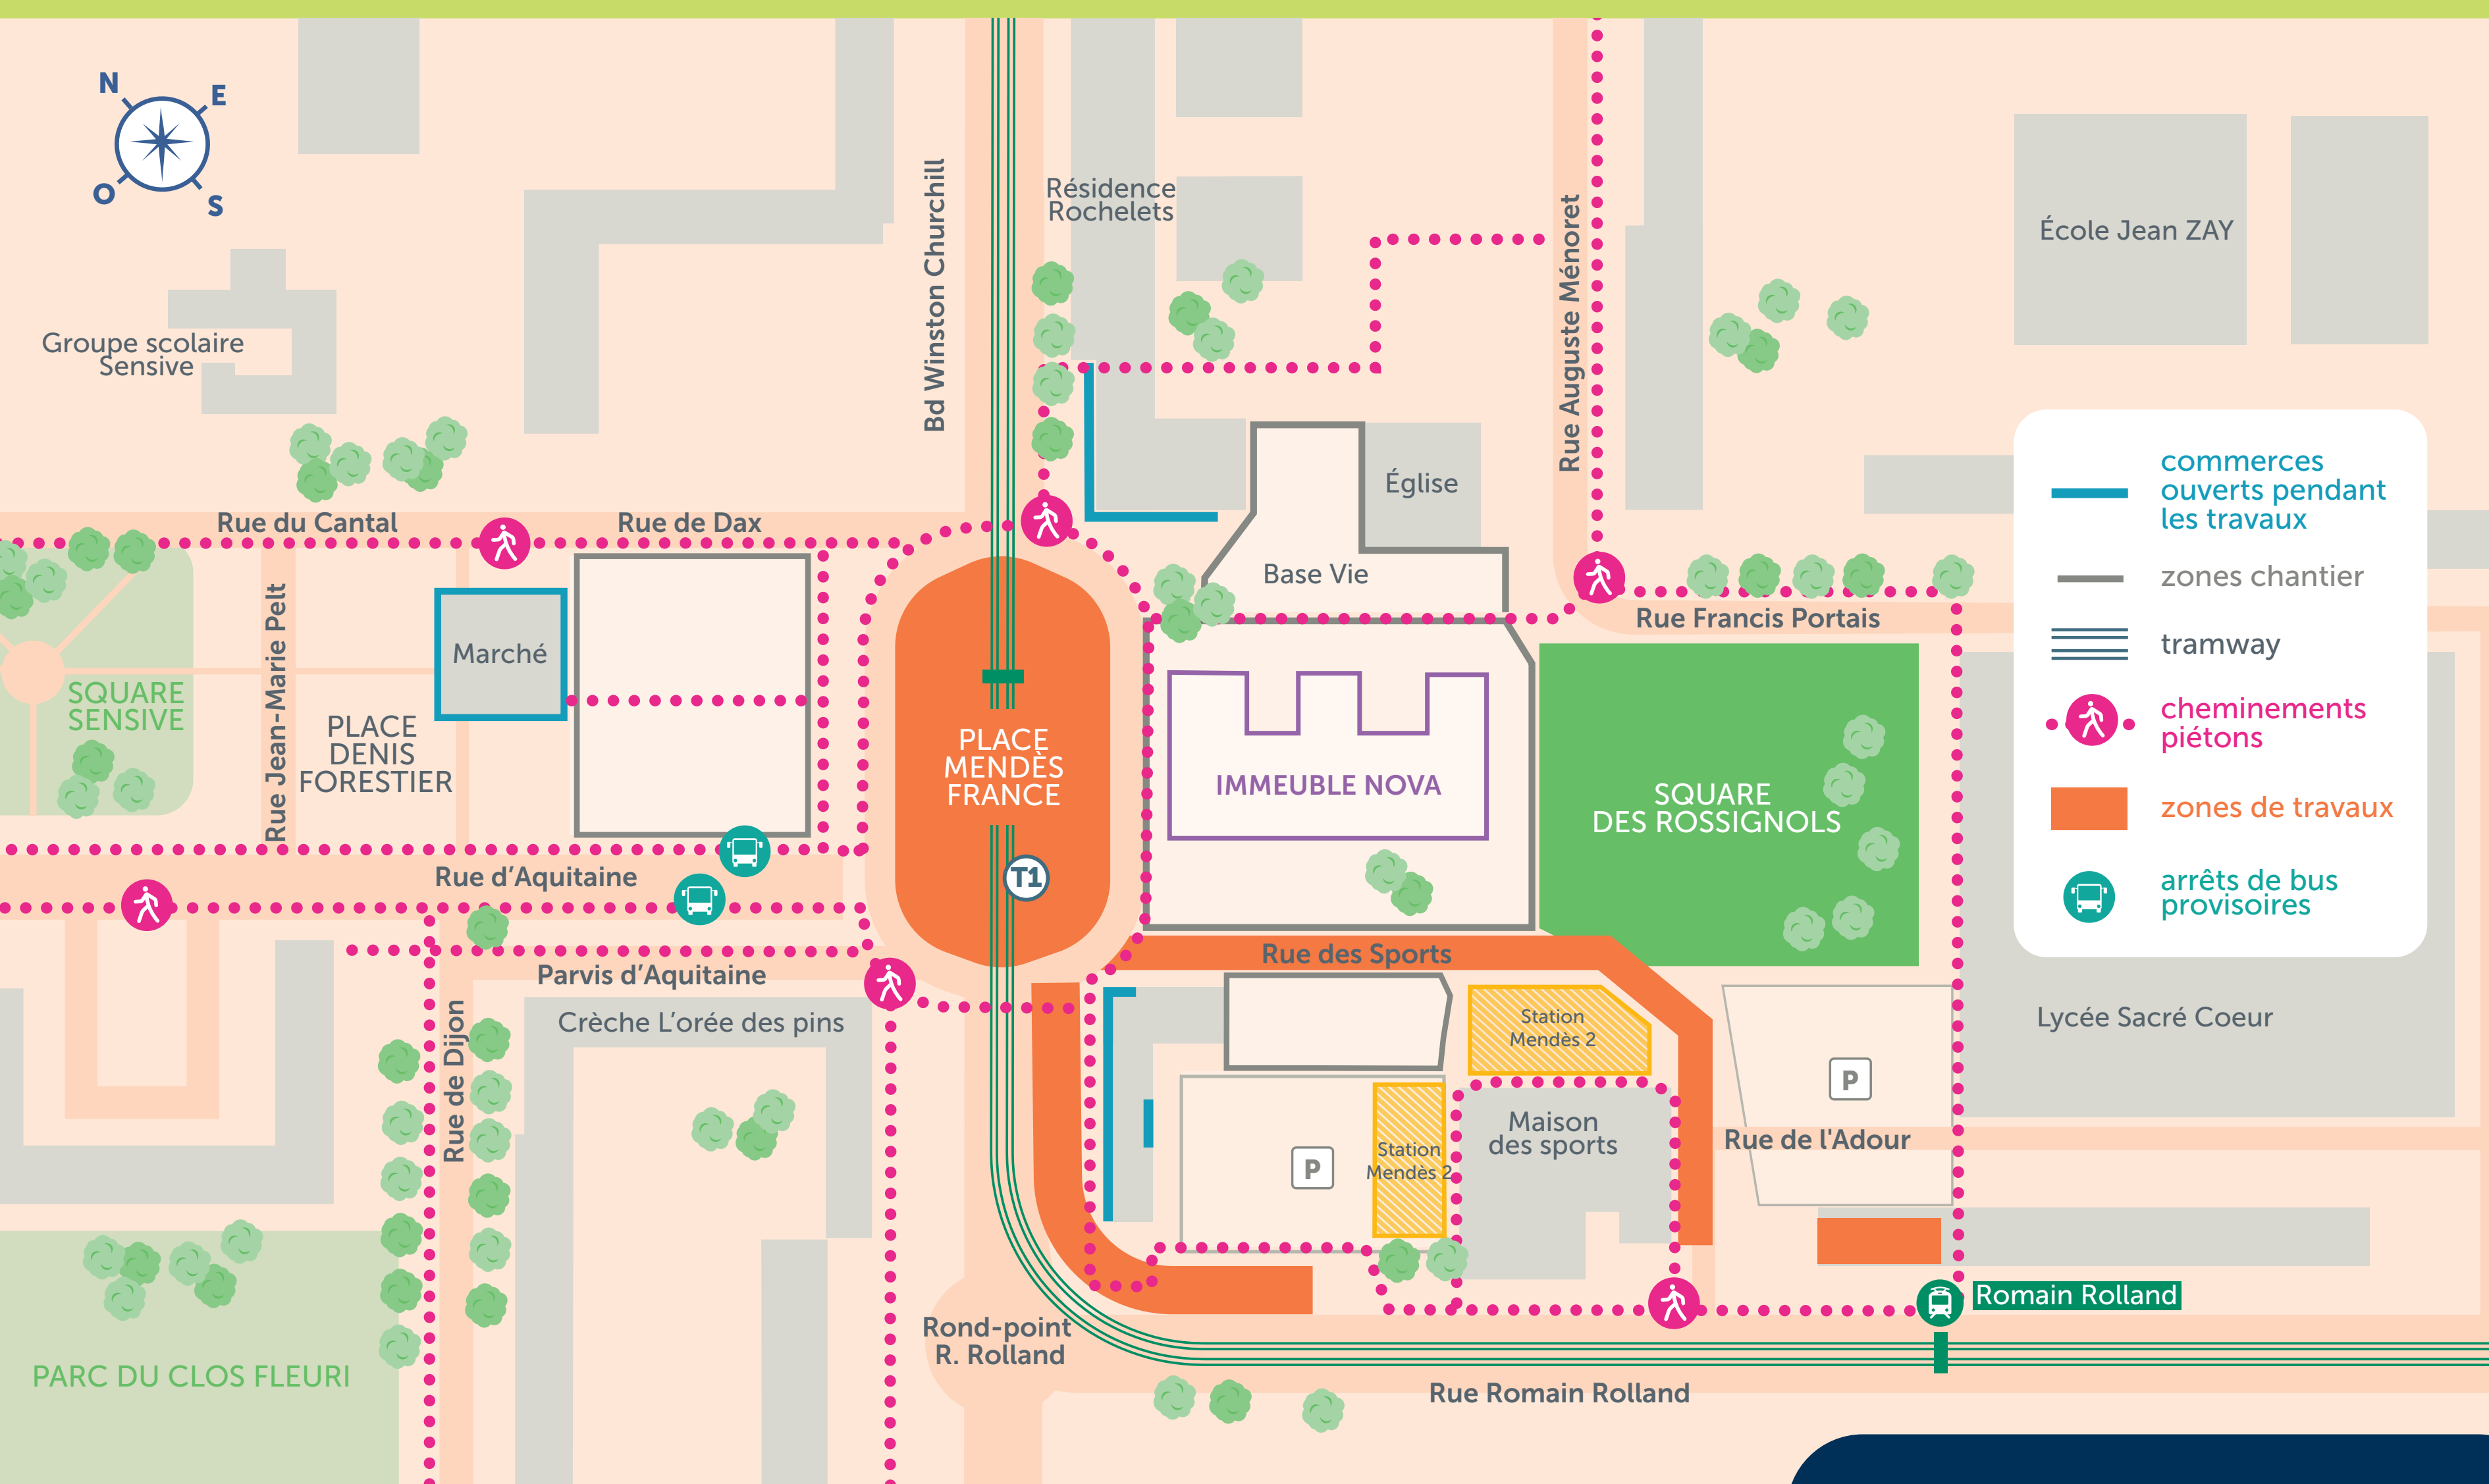 N
E
O
S
Bd Winston Churchill
Résidence
Rochelets
Rue Auguste Ménoret
École Jean ZAY
Groupe scolaire
Sensive
commerces
ouverts pendant
les travaux
zones chantier
tramway
cheminements
piétons
zones de travaux
arrêts de bus
provisoires
Église
Rue du Cantal
Rue de Dax
Base Vie
Rue Francis Portais
Marché
Rue Jean-Marie Pelt
SQUARE
SENSIVE
PLACE
DENIS
FORESTIER
PLACE
MENDÈS
FRANCE
IMMEUBLE NOVA
SQUARE
DES ROSSIGNOLS
T1
Rue d’Aquitaine
Rue des Sports
Parvis d’Aquitaine
Rue de Dijon
Crèche L’orée des pins
Station
Mendès 2
Lycée Sacré Coeur
P
Maison
des sports
Rue de l'Adour
Station
Mendès 2
P
Romain Rolland
Rond-point
R. Rolland
PARC DU CLOS FLEURI
Rue Romain Rolland